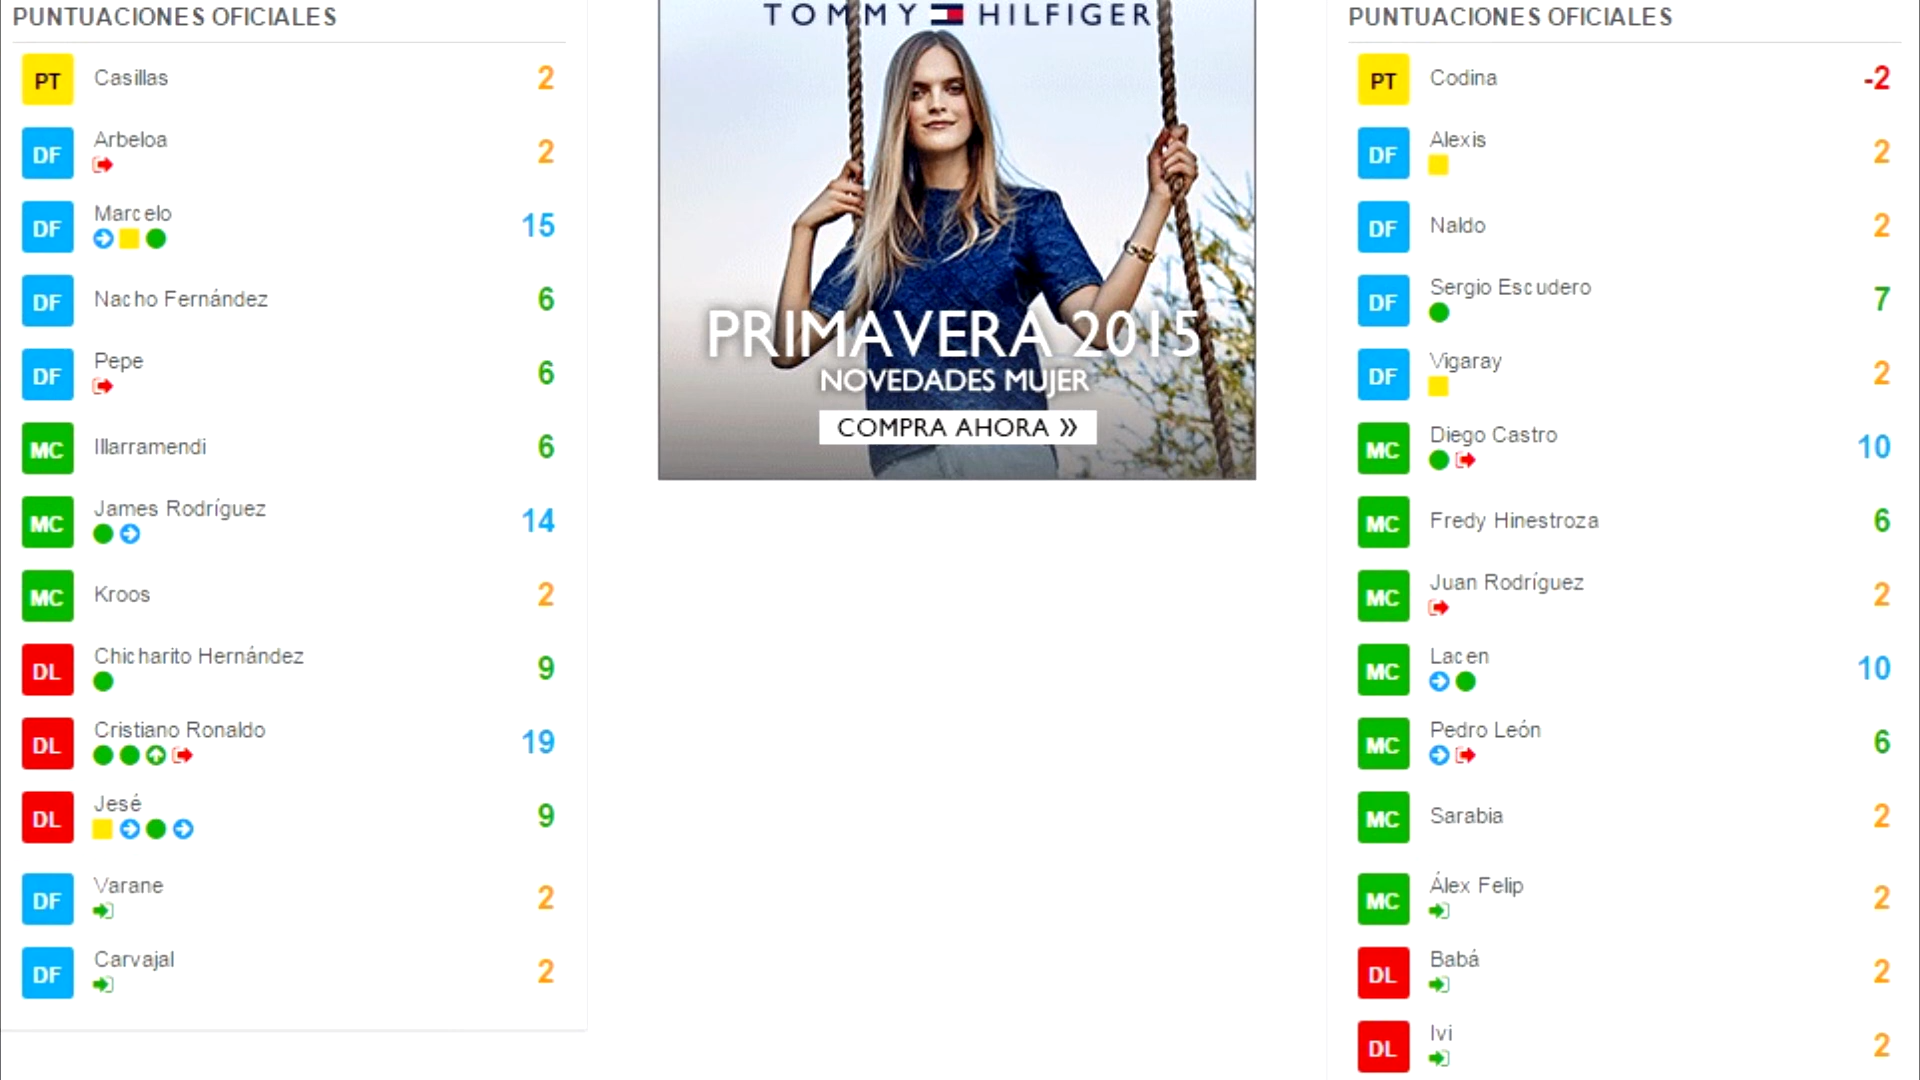 PUNTUACIONES OFICIALES
PT Casillas 2
DF Arbeloa 2
DF Marcelo 15
DF Nacho Fernández 6
DF Pepe 6
MC Illarramendi 6
MC James Rodríguez 14
MC Kroos 2
DL Chicharito Hernández 9
DL Cristiano Ronaldo 19
DL Jesé 9
DF Varane 2
DF Carvajal 2
TOMMY HILFIGER
PRIMAVERA 2015
NOVEDADES MUJER
COMPRA AHORA »
PUNTUACIONES OFICIALES
PT Codina -2
DF Alexis 2
DF Naldo 2
DF Sergio Escudero 7
DF Vigaray 2
MC Diego Castro 10
MC Fredy Hinestroza 6
MC Juan Rodríguez 2
MC Lacen 10
MC Pedro León 6
MC Sarabia 2
MC Álex Felip 2
DL Babá 2
DL Ivi 2